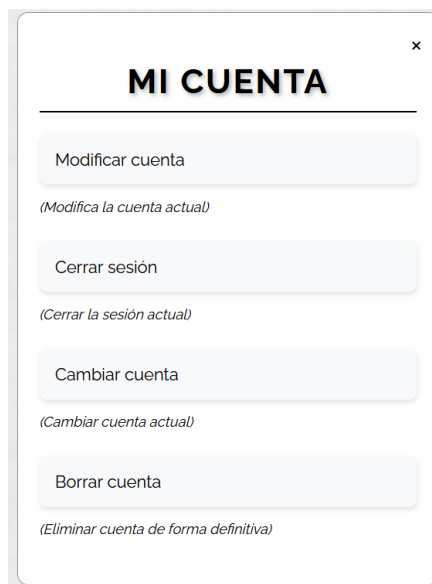 ×
MI CUENTA
Modificar cuenta
(Modifica la cuenta actual)
Cerrar sesión
(Cerrar la sesión actual)
Cambiar cuenta
(Cambiar cuenta actual)
Borrar cuenta
(Eliminar cuenta de forma definitiva)